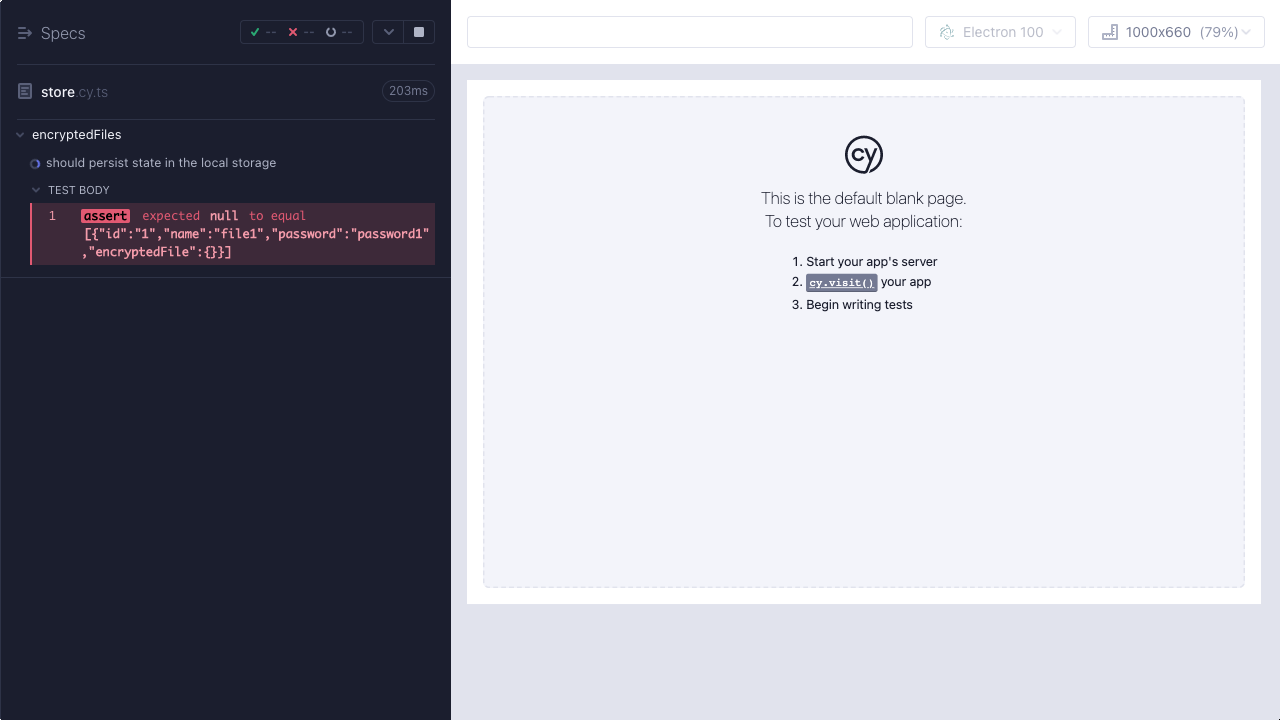 Specs
--
--
--
store.cy.ts
203ms
encryptedFiles
should persist state in the local storage
TEST BODY
1 assert expected null to equal
[{"id":"1","name":"file1","password":"password1"
,"encryptedFile":{}}]
Electron 100
1000x660 (79%)
cy
This is the default blank page.
To test your web application:
1. Start your app's server
2. cy.visit() your app
3. Begin writing tests